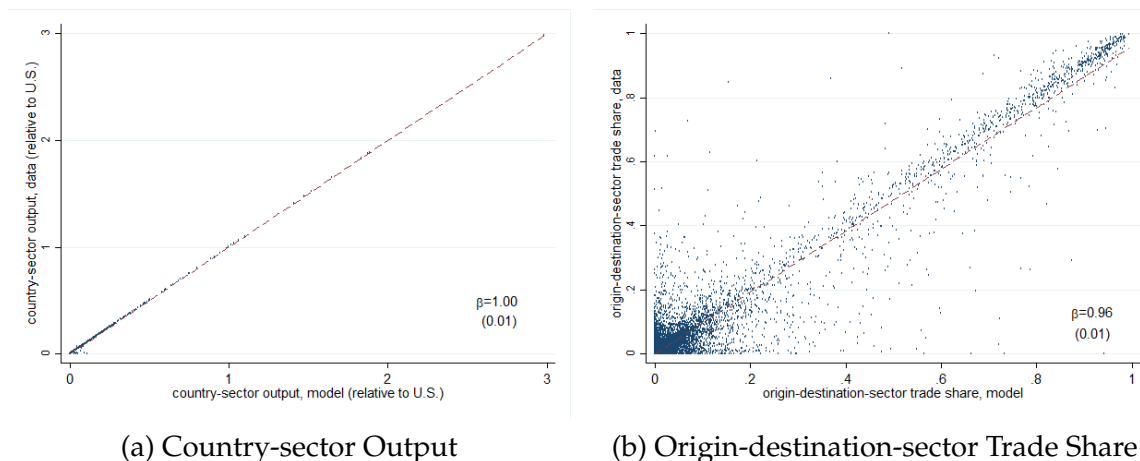 country-sector output, data (relative to U.S.)
3
2
1
0
β=1.00
(0.01)
0 1 2 3
country-sector output, model (relative to U.S.)
(a) Country-sector Output
origin-destination-sector trade share, data
1
.8
.6
.4
.2
0
β=0.96
(0.01)
0 .2 .4 .6 .8 1
origin-destination-sector trade share, model
(b) Origin-destination-sector Trade Share